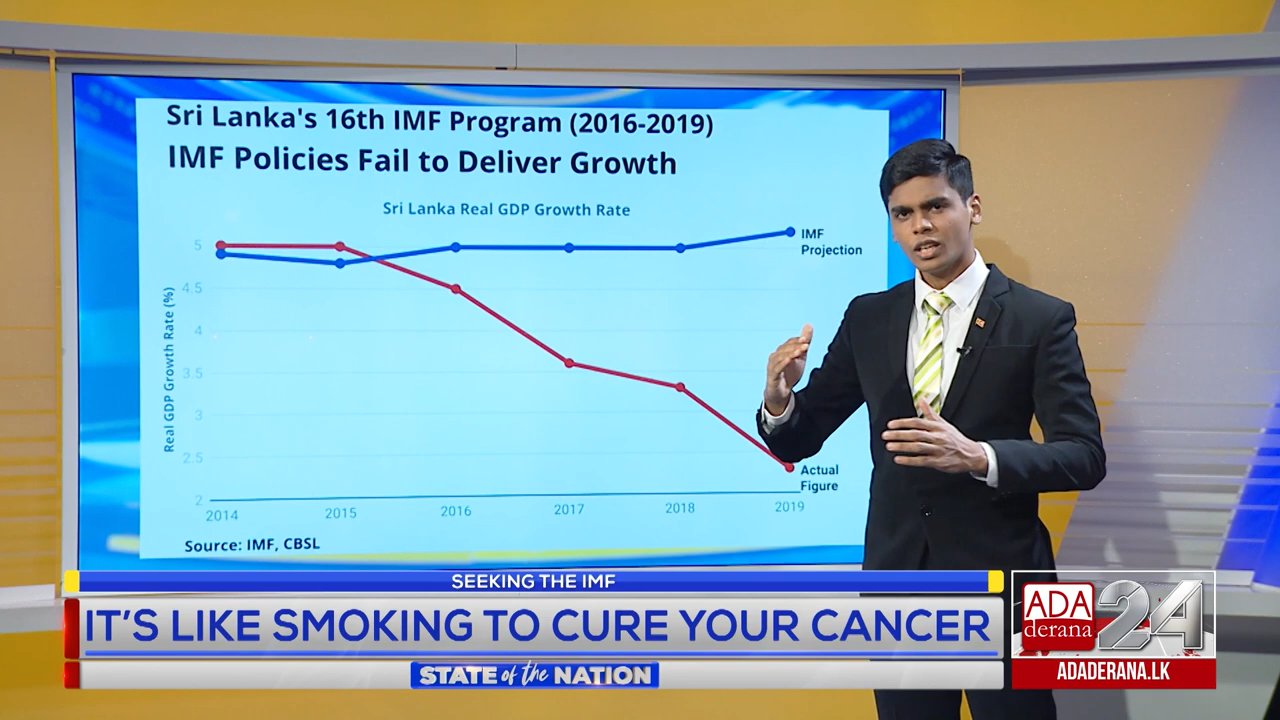 Sri Lanka's 16th IMF Program (2016-2019)
IMF Policies Fail to Deliver Growth
Sri Lanka Real GDP Growth Rate
Real GDP Growth Rate (%)
5
4.5
4
3.5
3
2.5
2
2014
2015
2016
2017
2018
2019
IMF
Projection
Actual
Figure
Source: IMF, CBSL
SEEKING THE IMF
IT'S LIKE SMOKING TO CURE YOUR CANCER
STATE of the NATION
ADA
derana
24
ADADERANA.LK